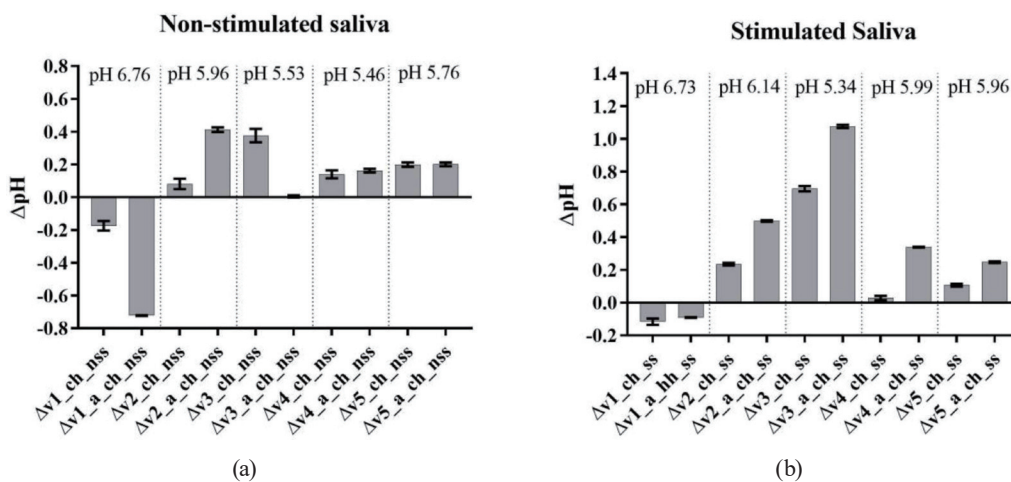 Non-stimulated saliva
pH 6.76 pH 5.96 pH 5.53 pH 5.46 pH 5.76
0.8
0.6
0.4
0.2
0.0
-0.2
-0.4
-0.6
-0.8
ΔpH
Δv1_ch_nss
Δv1_a_ch_nss
Δv2_ch_nss
Δv2_a_ch_nss
Δv3_ch_nss
Δv3_a_ch_nss
Δv4_ch_nss
Δv4_a_ch_nss
Δv5_ch_nss
Δv5_a_ch_nss
(a)
Stimulated Saliva
pH 6.73 pH 6.14 pH 5.34 pH 5.99 pH 5.96
1.4
1.2
1.0
0.8
0.6
0.4
0.2
0.0
-0.2
ΔpH
Δv1_ch_ss
Δv1_a_hh_ss
Δv2_ch_ss
Δv2_a_ch_ss
Δv3_ch_ss
Δv3_a_ch_ss
Δv4_ch_ss
Δv4_a_ch_ss
Δv5_ch_ss
Δv5_a_ch_ss
(b)